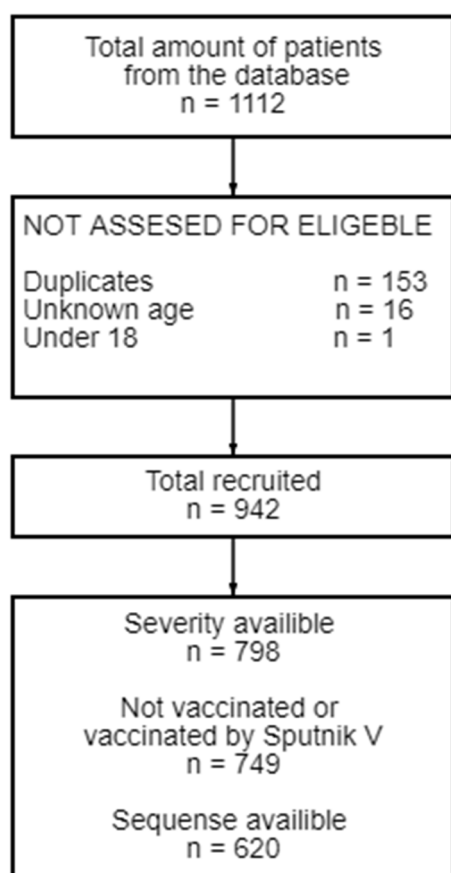 Total amount of patients
from the database
n = 1112
NOT ASSESED FOR ELIGEBLE
Duplicates n = 153
Unknown age n = 16
Under 18 n = 1
Total recruited
n = 942
Severity availible
n = 798
Not vaccinated or
vaccinated by Sputnik V
n = 749
Sequense availible
n = 620